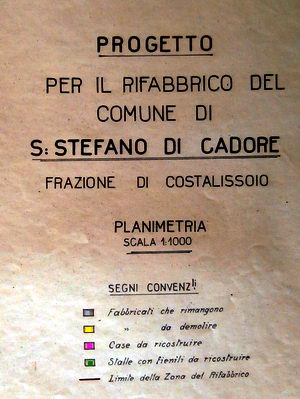 PROGETTO
PER IL RIFABBRICO DEL
COMUNE DI
S: STEFANO DI CADORE
FRAZIONE DI COSTALISSOIO
PLANIMETRIA
SCALA 1:1000
SEGNI CONVENZ.li
Fabbricati che rimangono
" da demolire
Case da ricostruire
Stalle con fienili da ricostruire
Limite della Zona del Rifabbrico